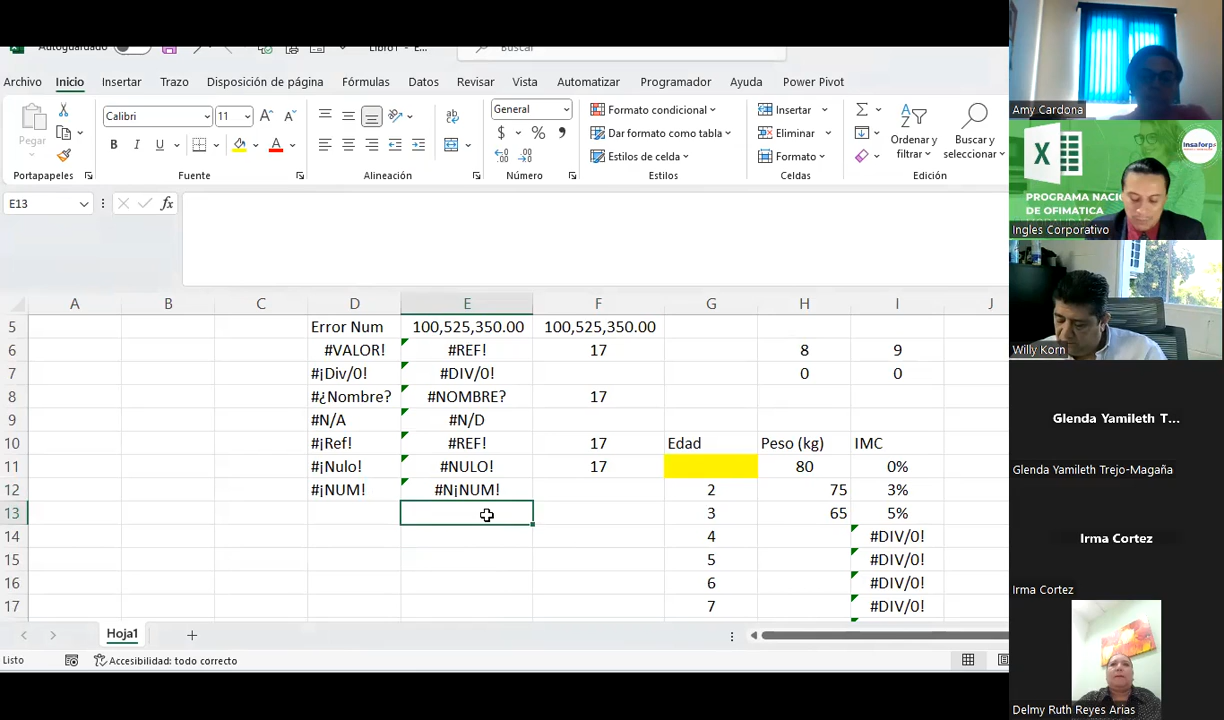 Autoguardado Libro1 - E... Buscar
Archivo Inicio Insertar Trazo Disposición de página Fórmulas Datos Revisar Vista Automatizar Programador Ayuda Power Pivot
Pegar Calibri 11 General Formato condicional Insertar
N K S $ % Dar formato como tabla Eliminar Ordenar y filtrar Buscar y seleccionar
Estilos de celda Formato
Portapapeles Fuente Alineación Número Estilos Celdas Edición
E13 fx
A B C D E F G H I J
5 Error Num 100,525,350.00 100,525,350.00
6 #VALOR! #REF! 17 8 9
7 #¡Div/0! #DIV/0! 0 0
8 #¿Nombre? #NOMBRE? 17
9 #N/A #N/D
10 #¡Ref! #REF! 17 Edad Peso (kg) IMC
11 #¡Nulo! #NULO! 17 80 0%
12 #¡NUM! #N¡NUM! 2 75 3%
13 3 65 5%
14 4 #DIV/0!
15 5 #DIV/0!
16 6 #DIV/0!
17 7 #DIV/0!
Hoja1
Listo Accesibilidad: todo correcto
Amy Cardona
X
insaforp
PROGRAMA NACI
DE OFIMATICA
Ingles Corporativo
Willy Korn
Glenda Yamileth T...
Glenda Yamileth Trejo-Magaña
Irma Cortez
Irma Cortez
Delmy Ruth Reyes Arias